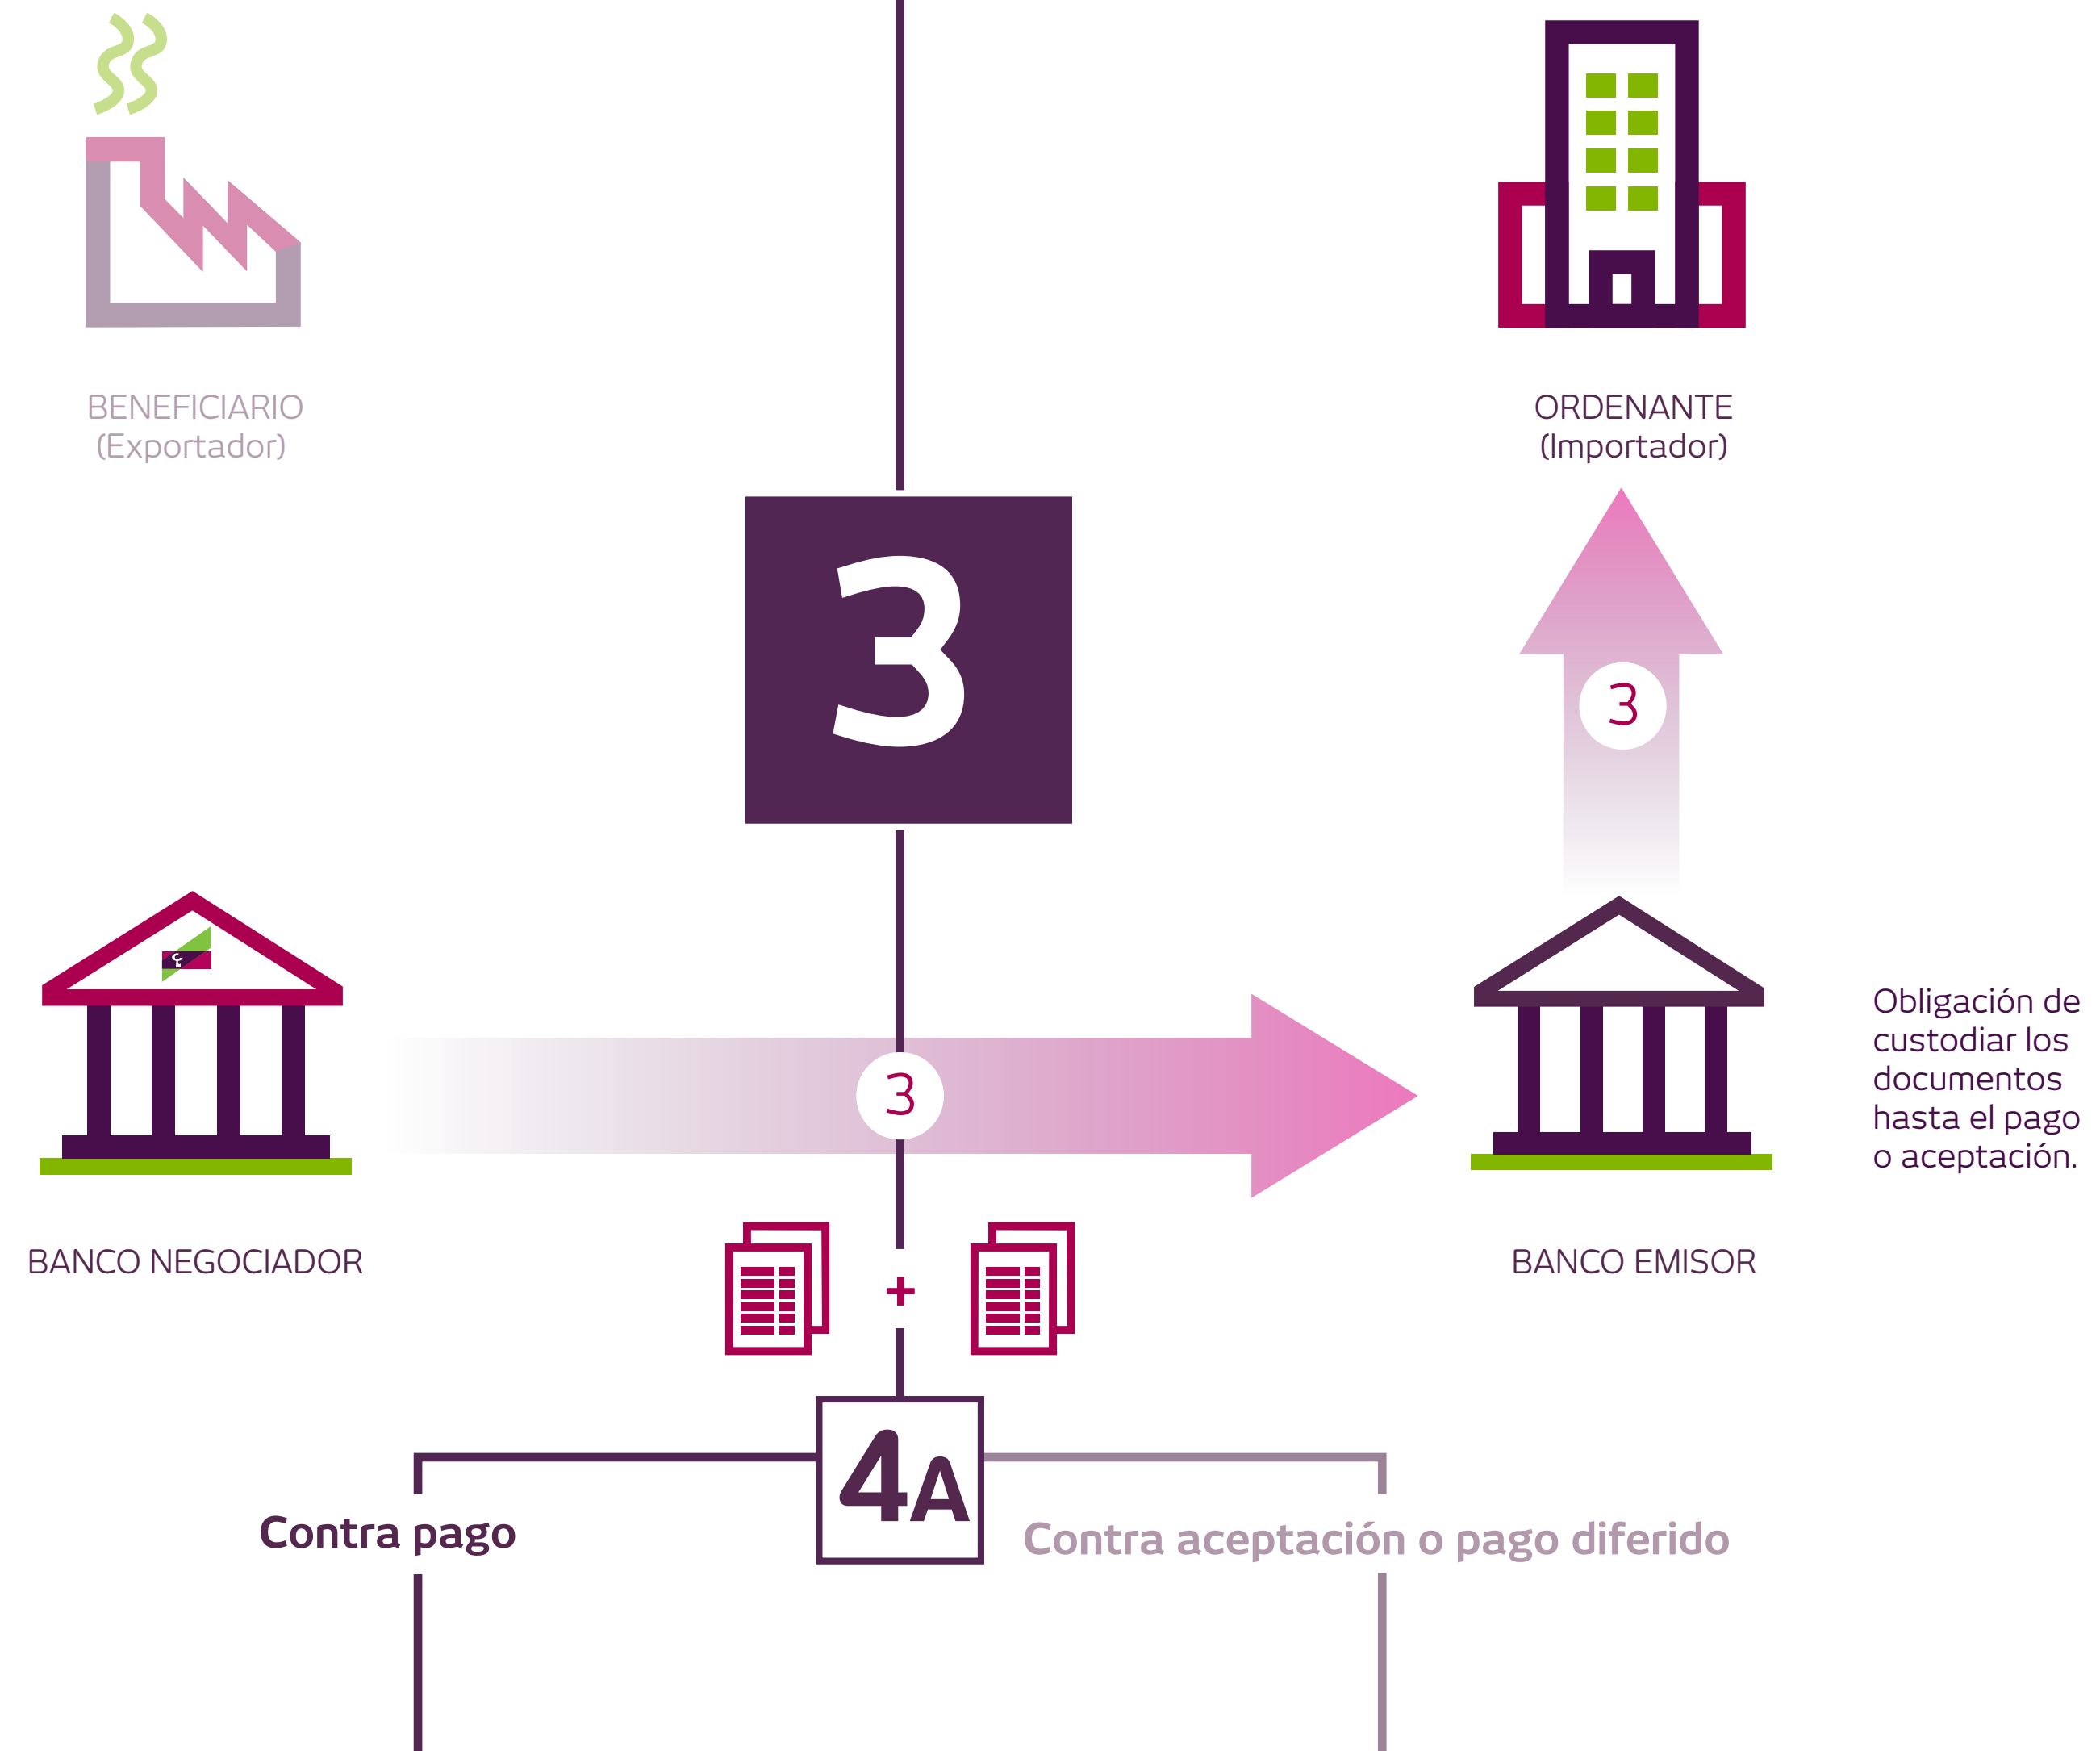 BENEFICIARIO
(Exportador)
ORDENANTE
(Importador)
3
3
3
Obligación de
custodiar los
documentos
hasta el pago
o aceptación.
BANCO NEGOCIADOR
+
BANCO EMISOR
4A
Contra pago
Contra aceptación o pago diferido